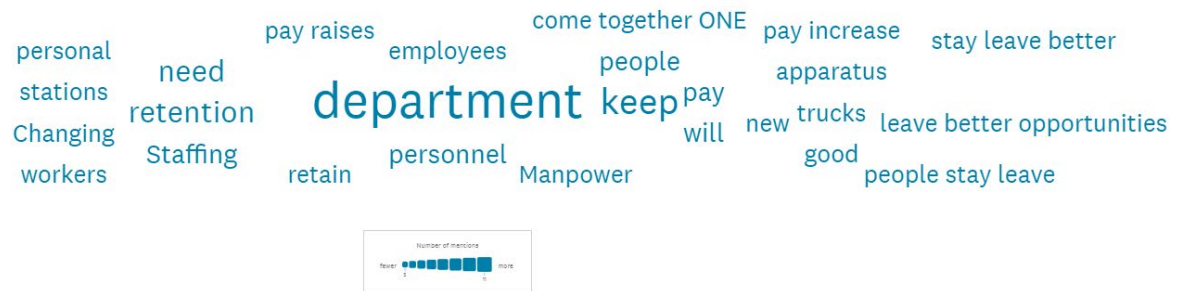 come together ONE
pay raises
pay increase
stay leave better
personal
employees
people
need
apparatus
stations
department
keep
pay
retention
trucks
new
leave better opportunities
Changing
will
Staffing
personnel
good
workers
retain
Manpower
people stay leave
Number of mentions
fewer
more